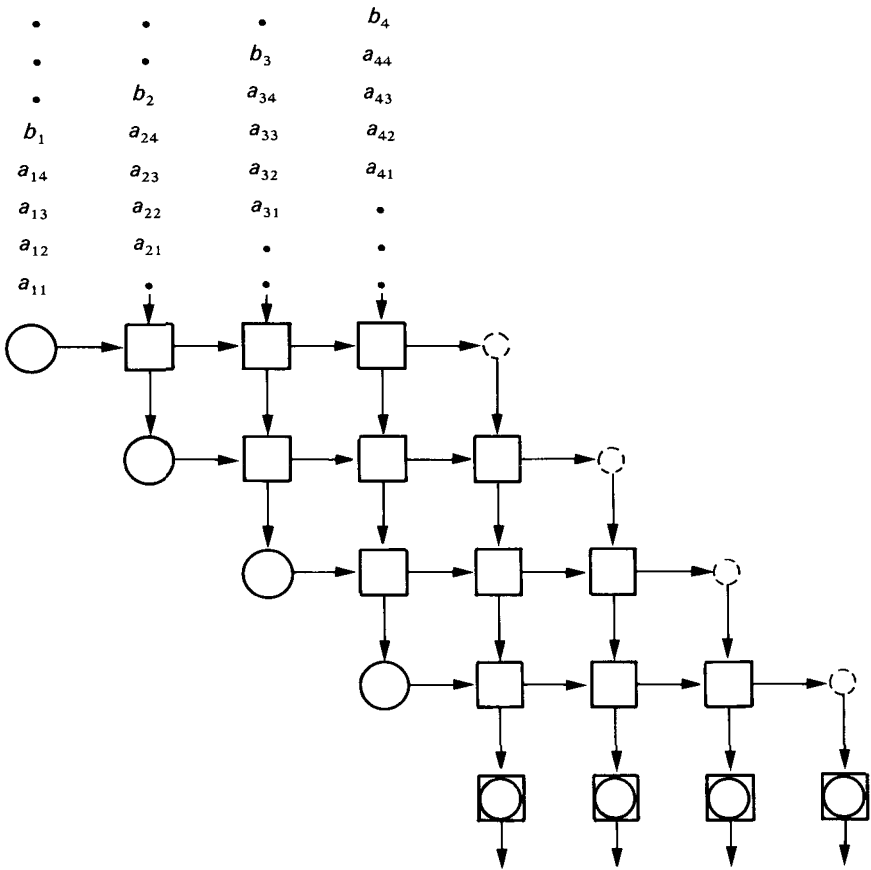 • • • b₄
• • b₃ a₄₄
• b₂ a₃₄ a₄₃
b₁ a₂₄ a₃₃ a₄₂
a₁₄ a₂₃ a₃₂ a₄₁
a₁₃ a₂₂ a₃₁ •
a₁₂ a₂₁ • •
a₁₁ • • •